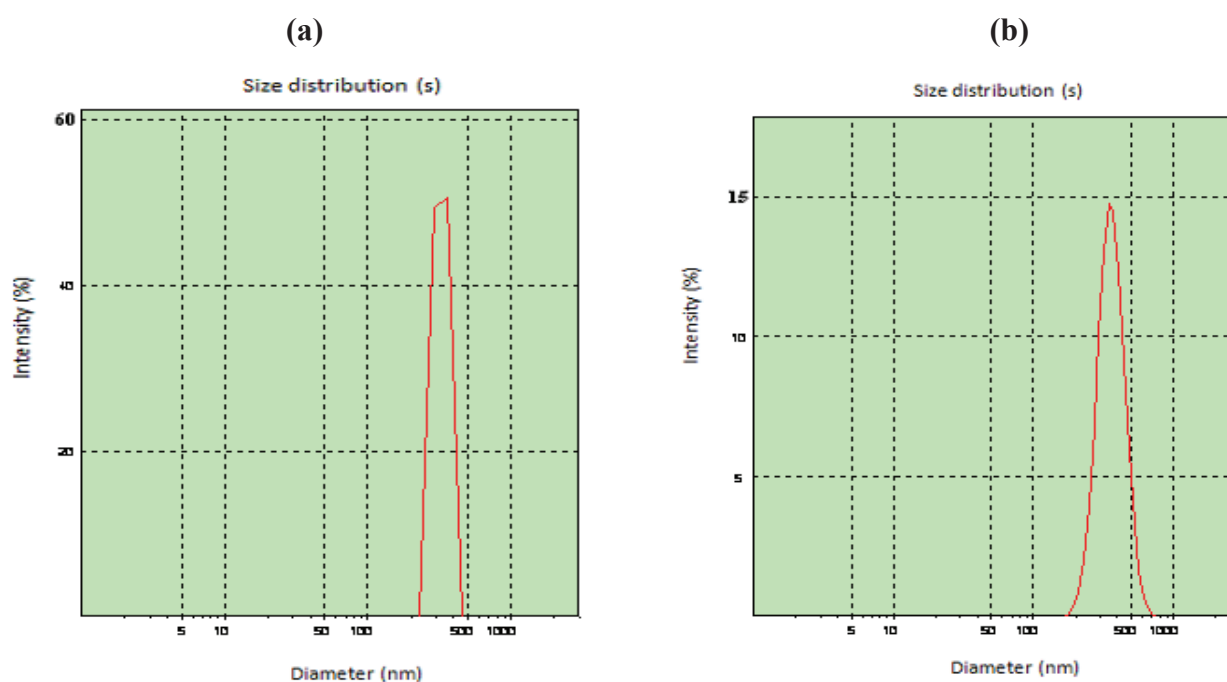 (a)
Size distribution (s)
60
40
20
Intensity (%)
5 10 50 100 500 1000
Diameter (nm)
(b)
Size distribution (s)
15
10
5
Intensity (%)
5 10 50 100 500 1000
Diameter (nm)